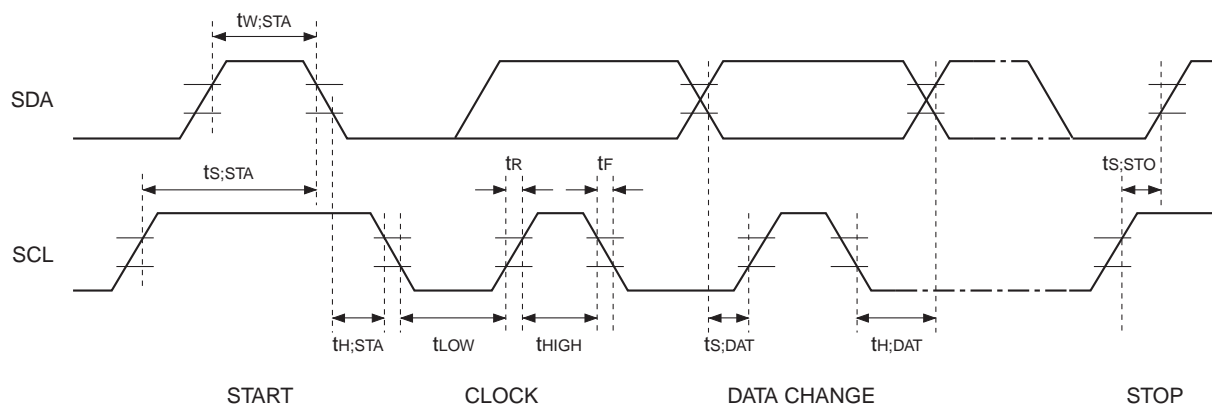 tW;STA
SDA
tS;STA
tR
tF
tS;STO
SCL
tH;STA
tLOW
tHIGH
tS;DAT
tH;DAT
START
CLOCK
DATA CHANGE
STOP